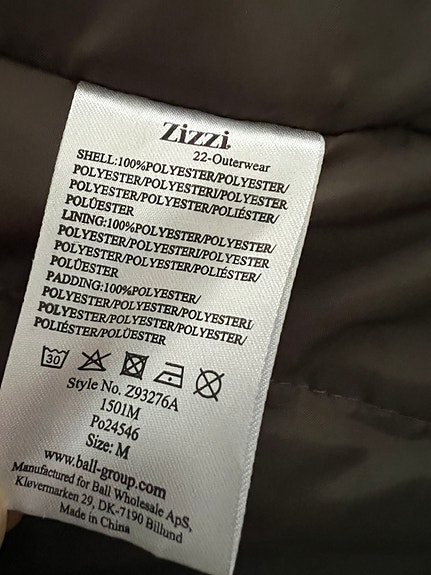 Zizzi
22-Outerwear
SHELL:100%POLYESTER/POLYESTER/
POLYESTER/POLYESTERI/POLYESTER
POLYESTER/POLYESTER/POLIÉSTER/
POLÜESTER
LINING:100%POLYESTER/POLYESTER/
POLYESTER/POLYESTERI/POLYESTER
POLYESTER/POLYESTER/POLIÉSTER/
POLÜESTER
PADDING:100%POLYESTER/
POLYESTER/POLYESTER/POLYESTERI/
POLYESTER/POLYESTER/POLYESTER/
POLIÉSTER/POLÜESTER
30
Style No. Z93276A
1501M
Po24546
Size: M
www.ball-group.com
Manufactured for Ball Wholesale ApS,
Kløvermarken 29, DK-7190 Billund
Made in China